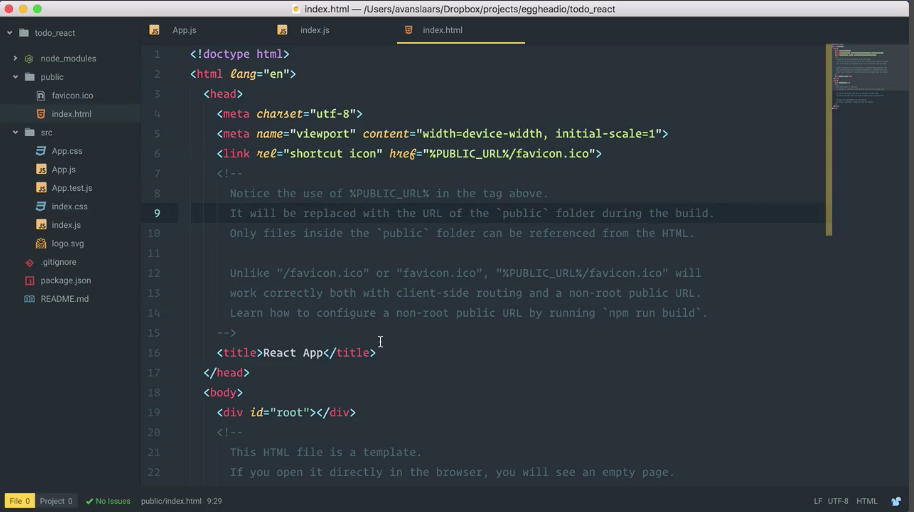 index.html — /Users/avanslaars/Dropbox/projects/eggheadio/todo_react
todo_react
node_modules
public
favicon.ico
index.html
src
App.css
App.js
App.test.js
index.css
index.js
logo.svg
.gitignore
package.json
README.md
App.js
index.js
index.html
1 <!doctype html>
2 <html lang="en">
3 <head>
4 <meta charset="utf-8">
5 <meta name="viewport" content="width=device-width, initial-scale=1">
6 <link rel="shortcut icon" href="%PUBLIC_URL%/favicon.ico">
7 <!--
8 Notice the use of %PUBLIC_URL% in the tag above.
9 It will be replaced with the URL of the `public` folder during the build.
10 Only files inside the `public` folder can be referenced from the HTML.
11
12 Unlike "/favicon.ico" or "favicon.ico", "%PUBLIC_URL%/favicon.ico" will
13 work correctly both with client-side routing and a non-root public URL.
14 Learn how to configure a non-root public URL by running `npm run build`.
15 -->
16 <title>React App</title>
17 </head>
18 <body>
19 <div id="root"></div>
20 <!--
21 This HTML file is a template.
22 If you open it directly in the browser, you will see an empty page.
File 0 Project 0 No Issues public/index.html 9:29 LF UTF-8 HTML